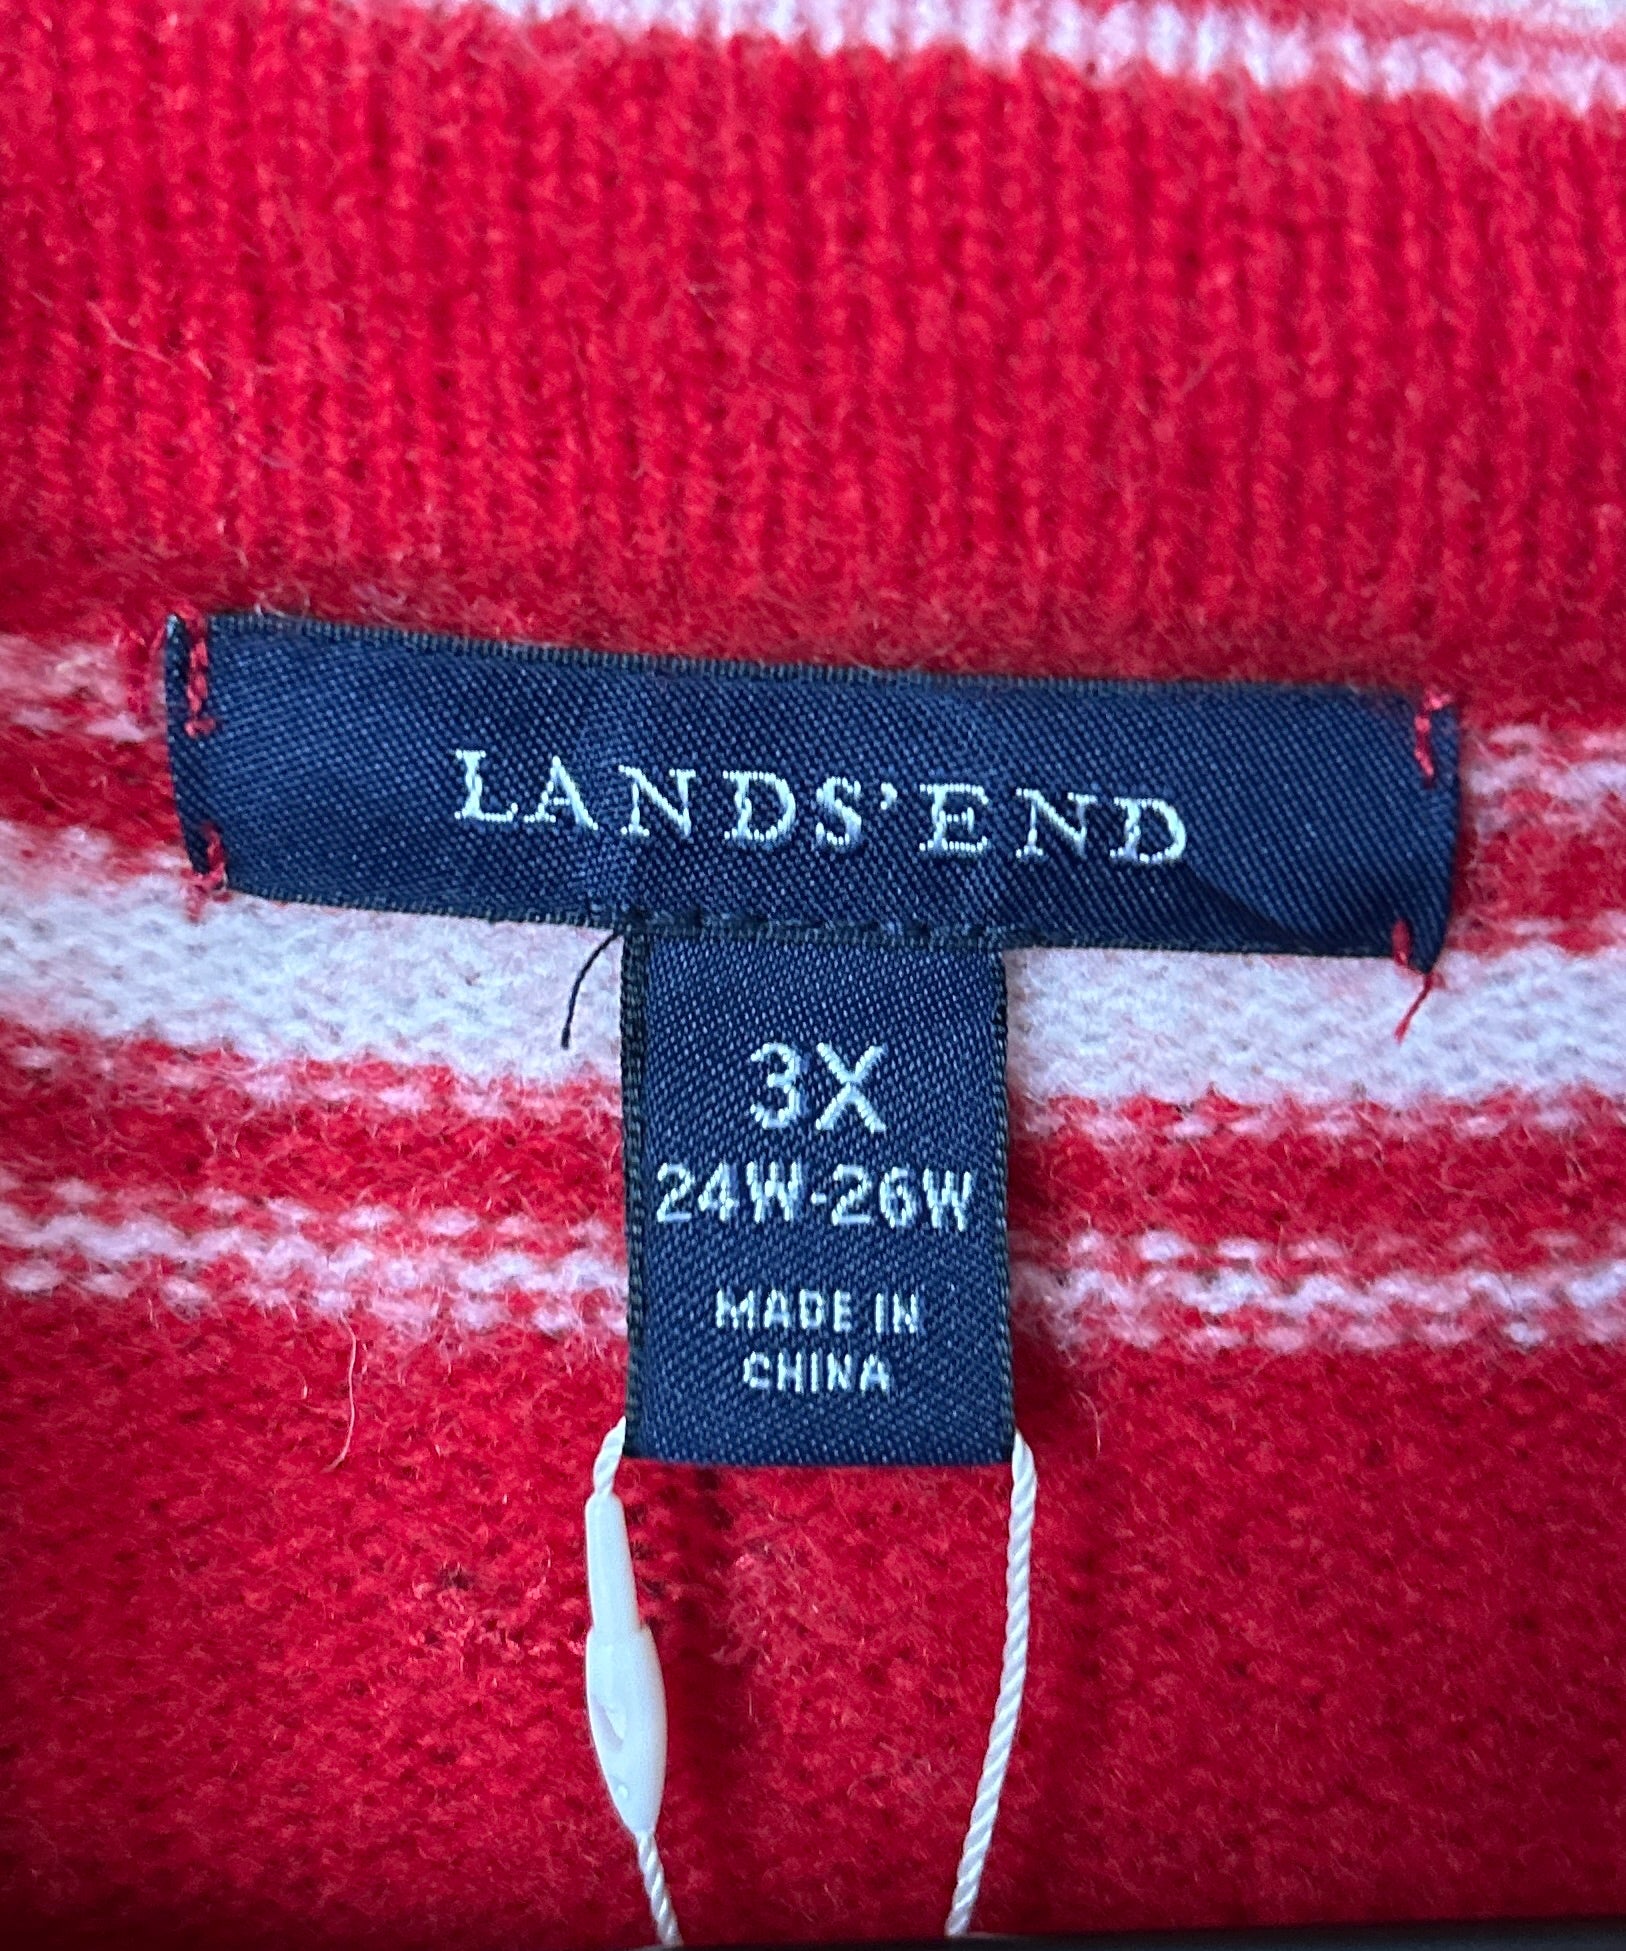 LANDS'END
3X
24W-26W
MADE IN
CHINA